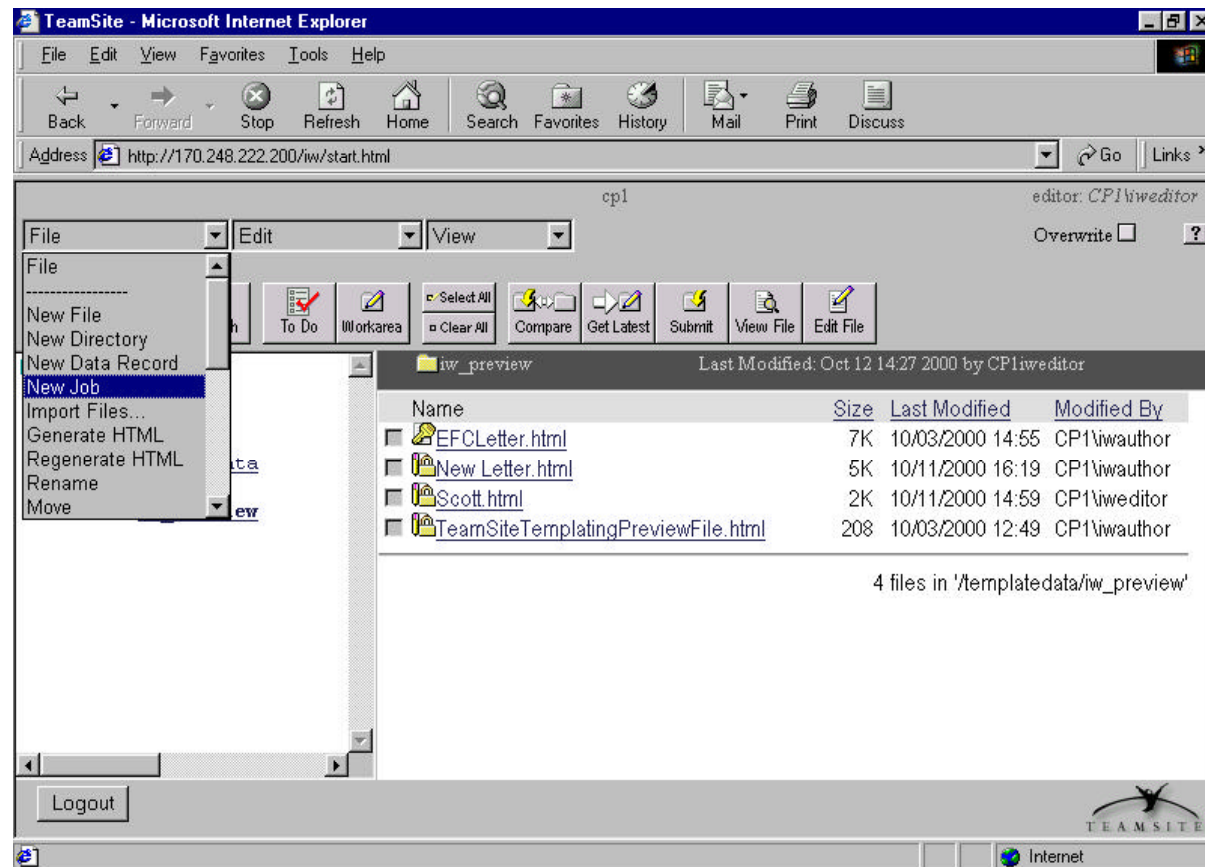 TeamSite - Microsoft Internet Explorer
File Edit View Favorites Tools Help
Back Forward Stop Refresh Home Search Favorites History Mail Print Discuss
Address http://170.248.222.200/iw/start.html Go Links
cp1 editor: CP1\iweditor
File Edit View Overwrite ?
File
----------------
New File
New Directory
New Data Record
New Job
Import Files...
Generate HTML
Regenerate HTML
Rename
Move
h To Do Workarea Select All Clear All Compare Get Latest Submit View File Edit File
ta
ew
iw_preview Last Modified: Oct 12 14:27 2000 by CP1iweditor
Name Size Last Modified Modified By
EFCLetter.html 7K 10/03/2000 14:55 CP1\iwauthor
New Letter.html 5K 10/11/2000 16:19 CP1\iwauthor
Scott.html 2K 10/11/2000 14:59 CP1\iweditor
TeamSiteTemplatingPreviewFile.html 208 10/03/2000 12:49 CP1\iwauthor
4 files in '/templatedata/iw_preview'
Logout
TEAMSITE
Internet